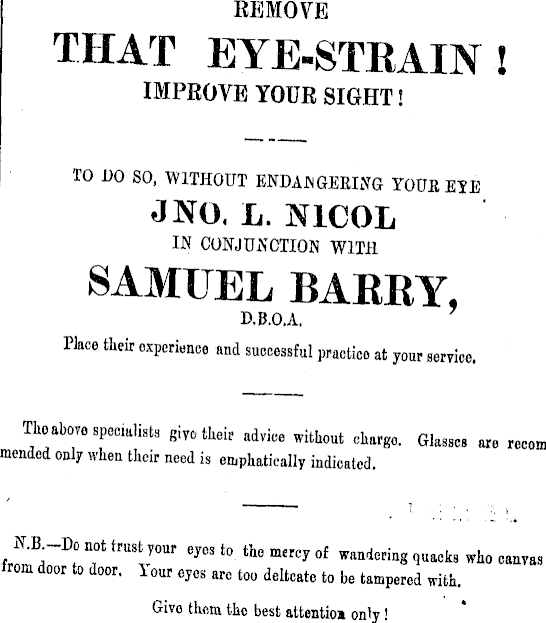 REMOVE
THAT EYE-STRAIN!
IMPROVE YOUR SIGHT!
TO DO SO, WITHOUT ENDANGERING YOUR EYE
JNO. L. NICOL
IN CONJUNCTION WITH
SAMUEL BARRY,
D.B.O.A.
Place their experience and successful practice at your service.
The above specialists give their advice without charge. Glasses are recom
mended only when their need is emphatically indicated.
N.B.—Do not trust your eyes to the mercy of wandering quacks who canvas
from door to door. Your eyes are too deltcate to be tampered with.
Give them the best attention only!